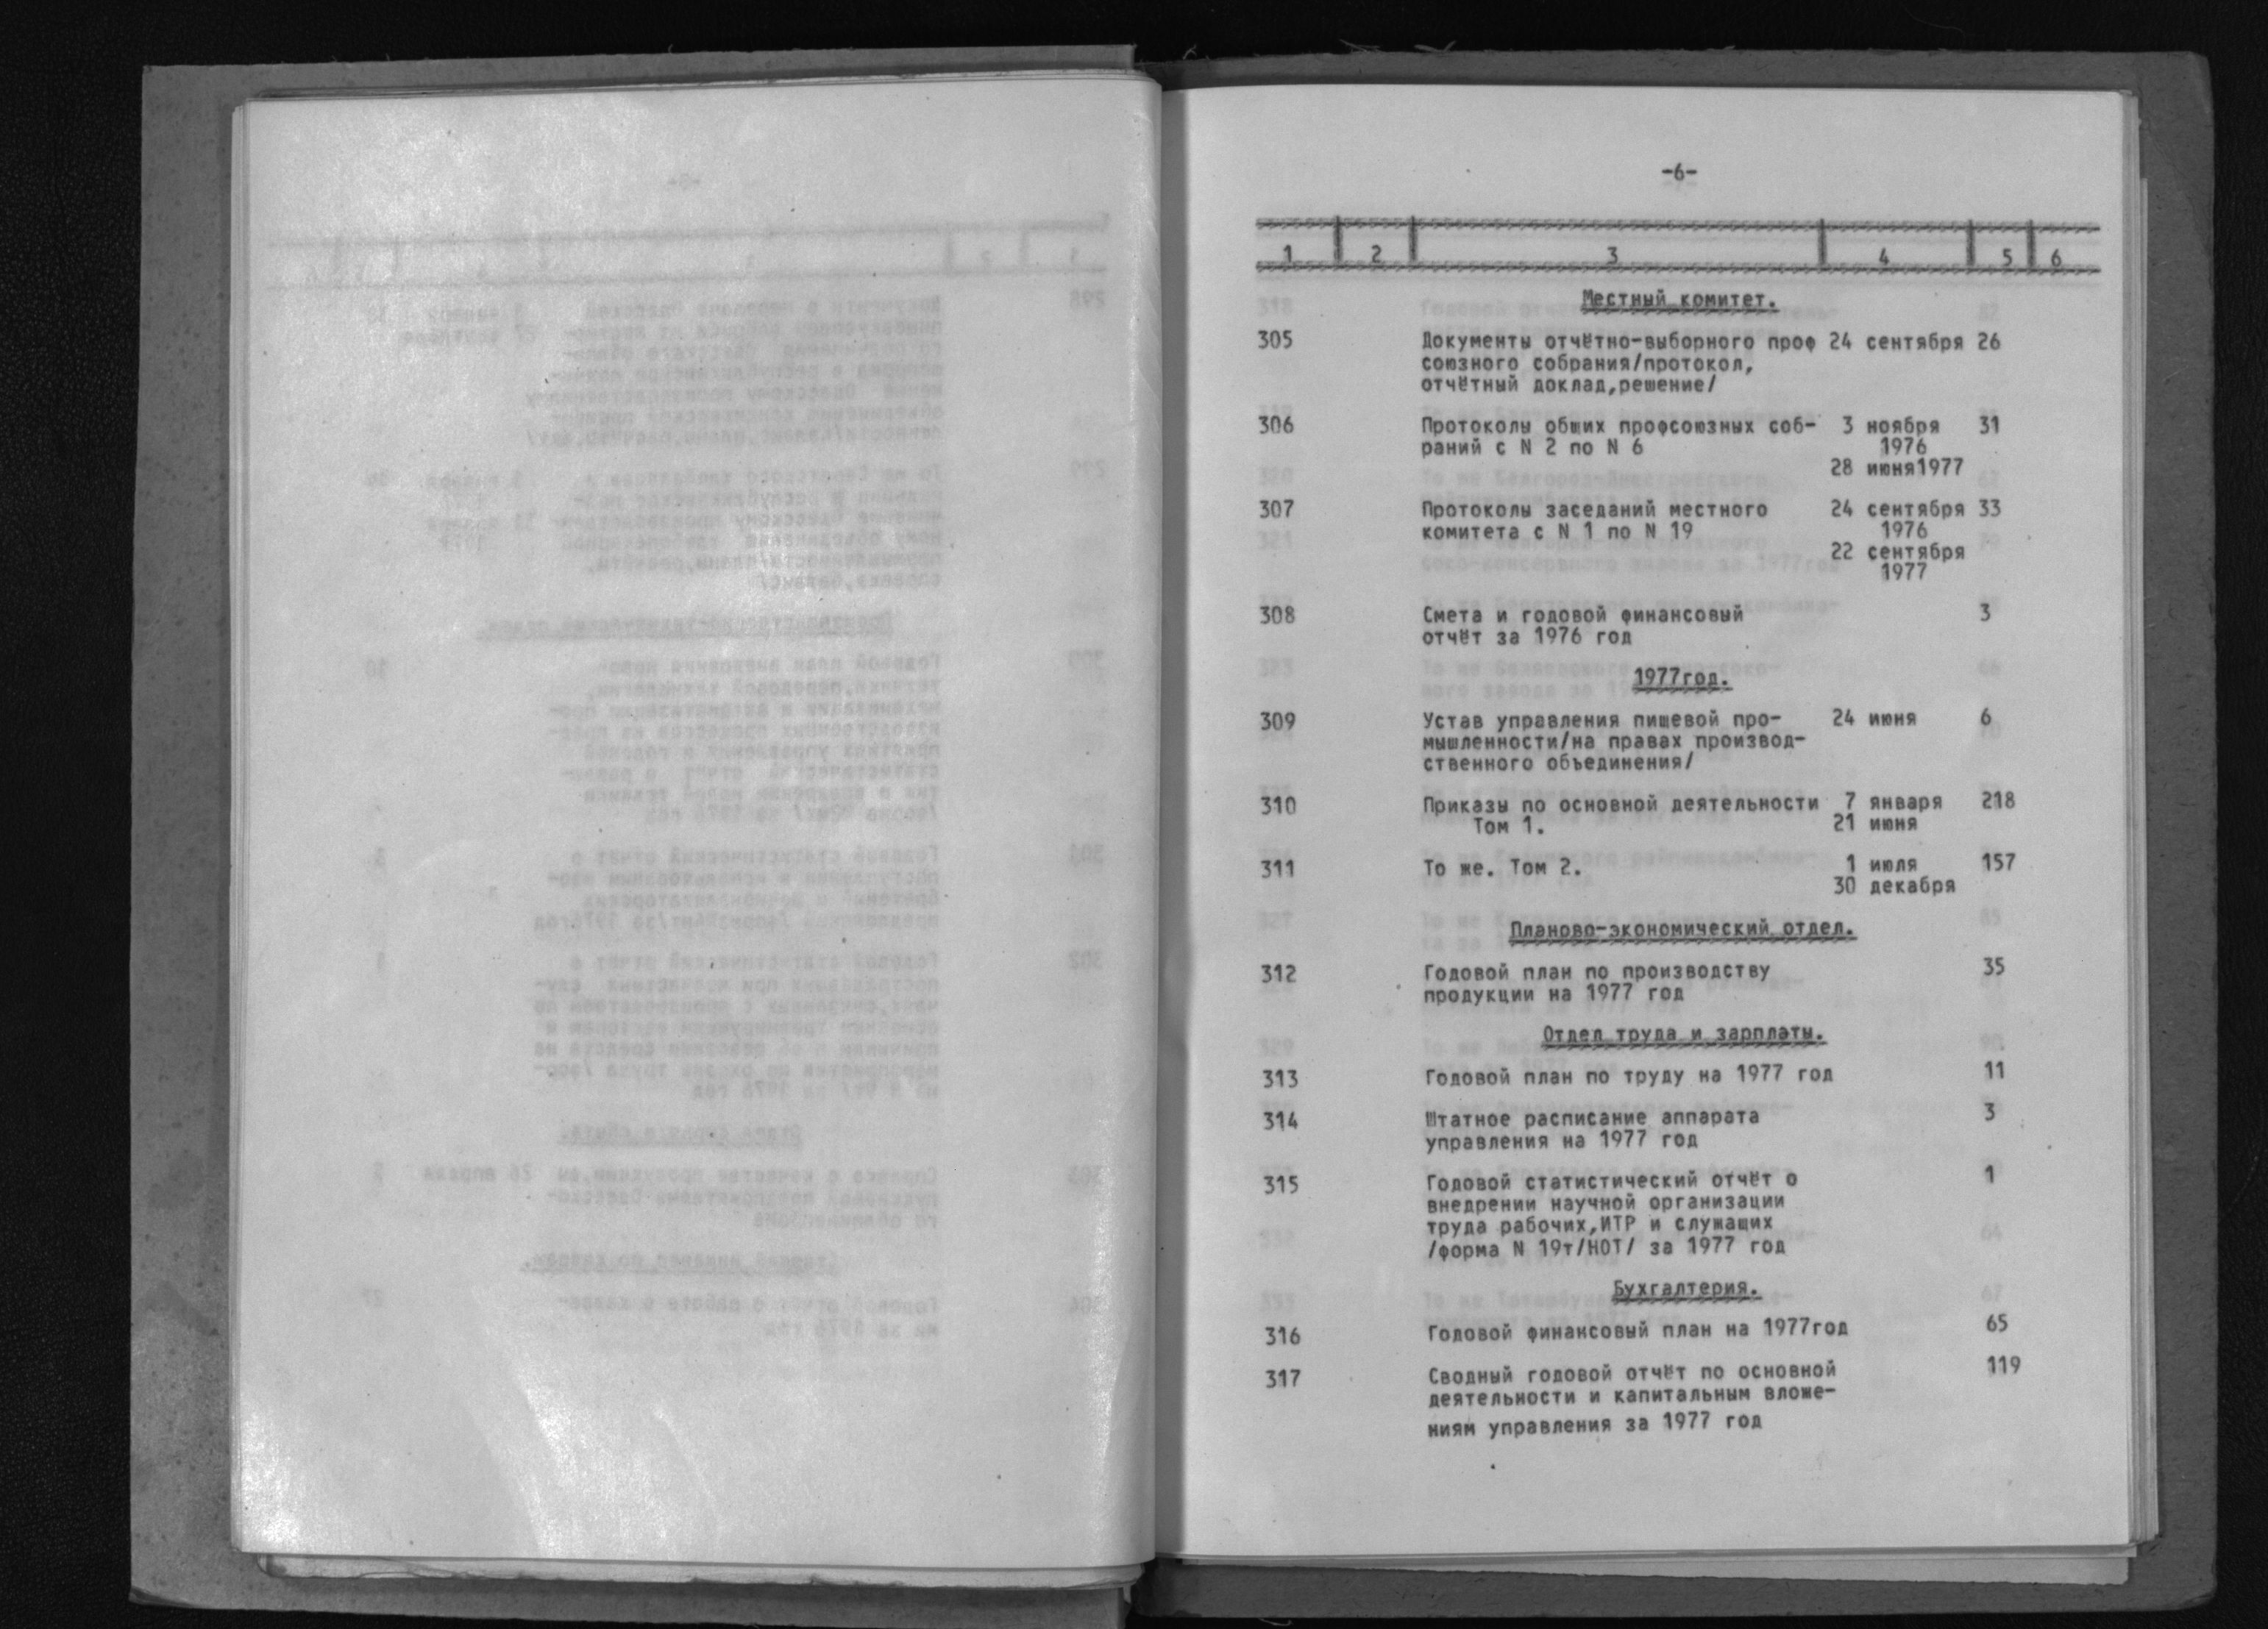 -6-
1 2 3 4 5 6
Местный комитет.
305 Документы отчётно-выборного проф 24 сентября 26
союзного собрания/протокол,
отчётный доклад,решение/
306 Протоколы общих профсоюзных соб- 3 ноября 31
раний с N 2 по N 6 1976
28 июня1977
307 Протоколы заседаний местного 24 сентября 33
комитета с N 1 по N 19 1976
22 сентября
1977
308 Смета и годовой финансовый 3
отчёт за 1976 год
1977год.
309 Устав управления пищевой про- 24 июня 6
мышленности/на правах производ-
ственного объединения/
310 Приказы по основной деятельности 7 января 218
Том 1. 21 июня
311 То же. Том 2. 1 июля 157
30 декабря
Планово-экономический отдел.
312 Годовой план по производству 35
продукции на 1977 год
Отдел труда и зарплаты.
313 Годовой план по труду на 1977 год 11
314 Штатное расписание аппарата 3
управления на 1977 год
315 Годовой статистический отчёт о 1
внедрении научной организации
труда рабочих,ИТР и служащих
/форма N 19т/НОТ/ за 1977 год
Бухгалтерия.
316 Годовой финансовый план на 1977год 65
317 Сводный годовой отчёт по основной 119
деятельности и капитальным вложе-
ниям управления за 1977 год